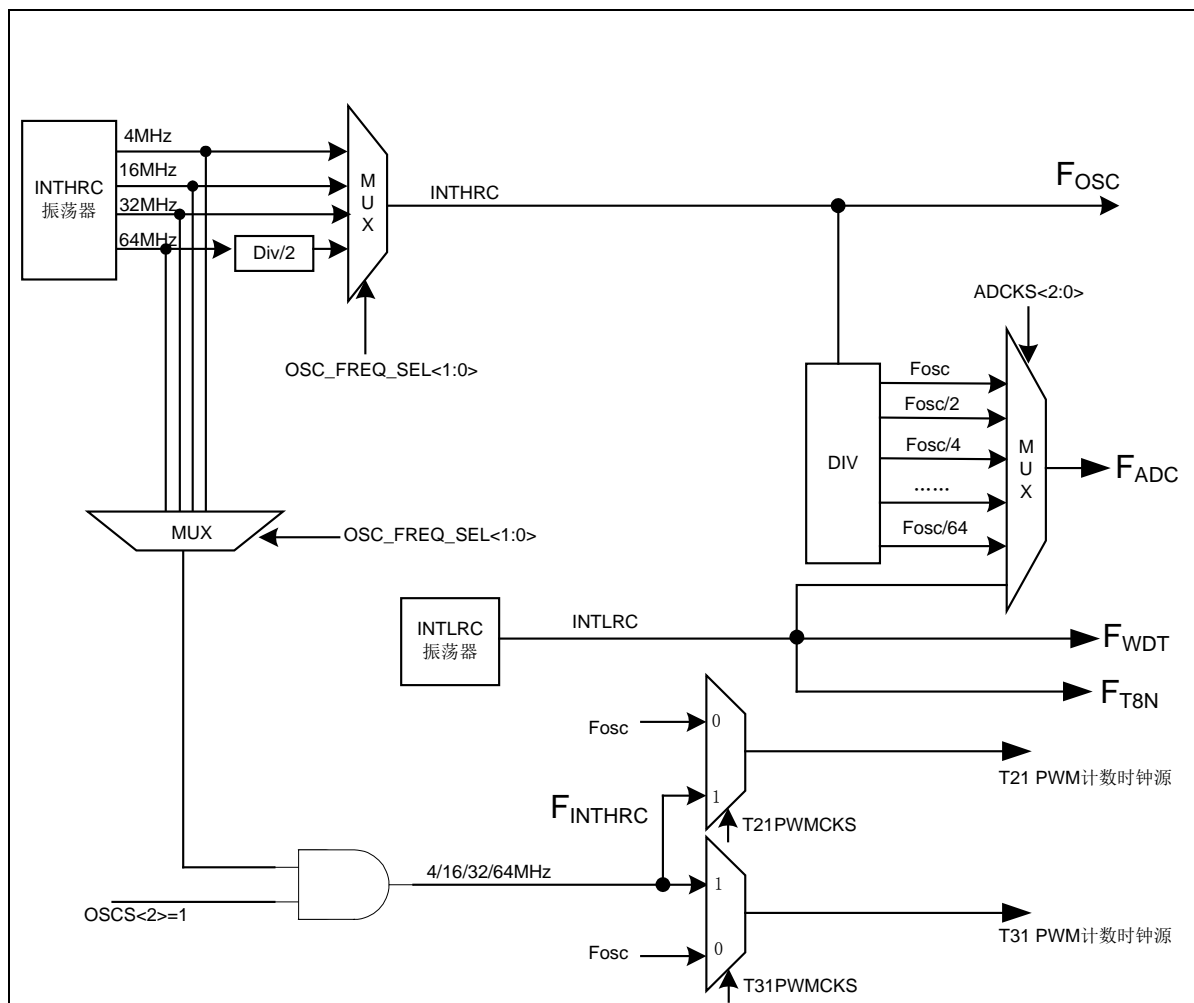 INTHRC
振荡器
4MHz
16MHz
32MHz
64MHz
Div/2
MUX
INTHRC
FOSC
OSC_FREQ_SEL<1:0>
ADCKS<2:0>
DIV
Fosc
Fosc/2
Fosc/4
……
Fosc/64
MUX
FADC
MUX
OSC_FREQ_SEL<1:0>
INTLRC
振荡器
INTLRC
FWDT
FT8N
Fosc
0
1
T21 PWM计数时钟源
FINTHRC
T21PWMCKS
4/16/32/64MHz
OSCS<2>=1
1
0
Fosc
T31 PWM计数时钟源
T31PWMCKS